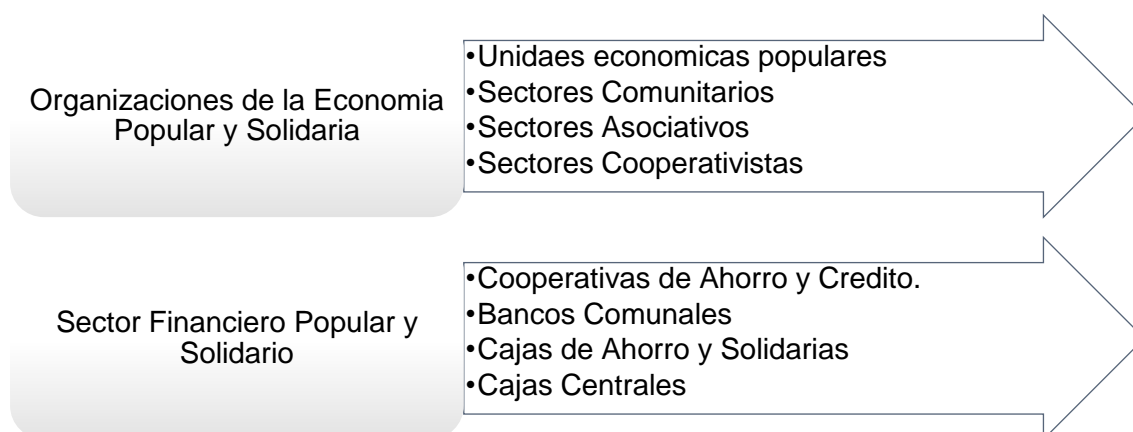 Organizaciones de la Economia
Popular y Solidaria
•Unidaes economicas populares
•Sectores Comunitarios
•Sectores Asociativos
•Sectores Cooperativistas
Sector Financiero Popular y
Solidario
•Cooperativas de Ahorro y Credito.
•Bancos Comunales
•Cajas de Ahorro y Solidarias
•Cajas Centrales